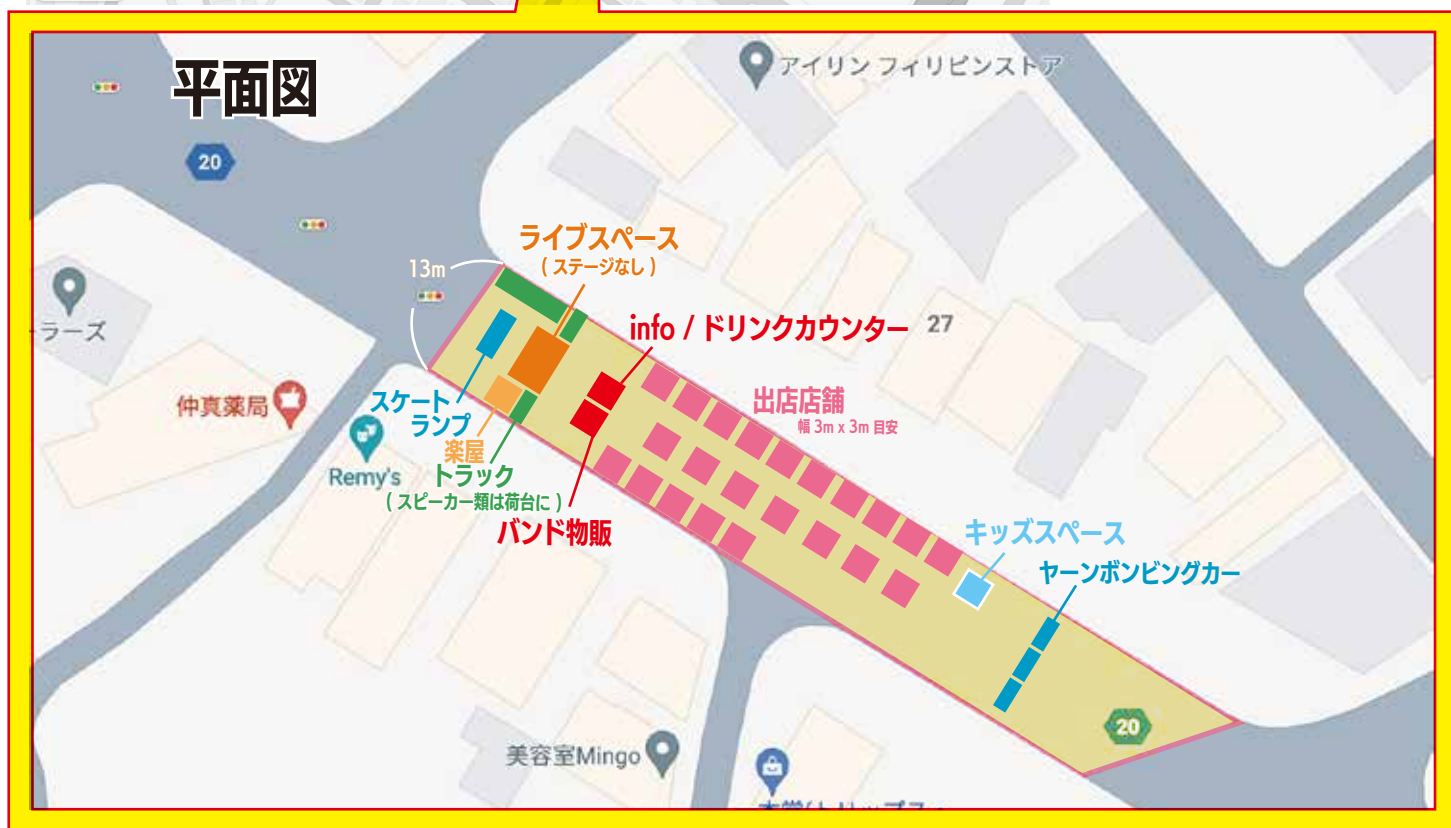 平面図
アイリン フィリピンストア
20
ライブスペース
( ステージなし )
13m
info / ドリンクカウンター
27
ラーズ
出店店舗
幅 3m x 3m 目安
仲真薬局
スケート
ランプ
楽屋
Remy's
トラック
( スピーカー類は荷台に )
バンド物販
キッズスペース
ヤーンボンビングカー
20
美容室Mingo